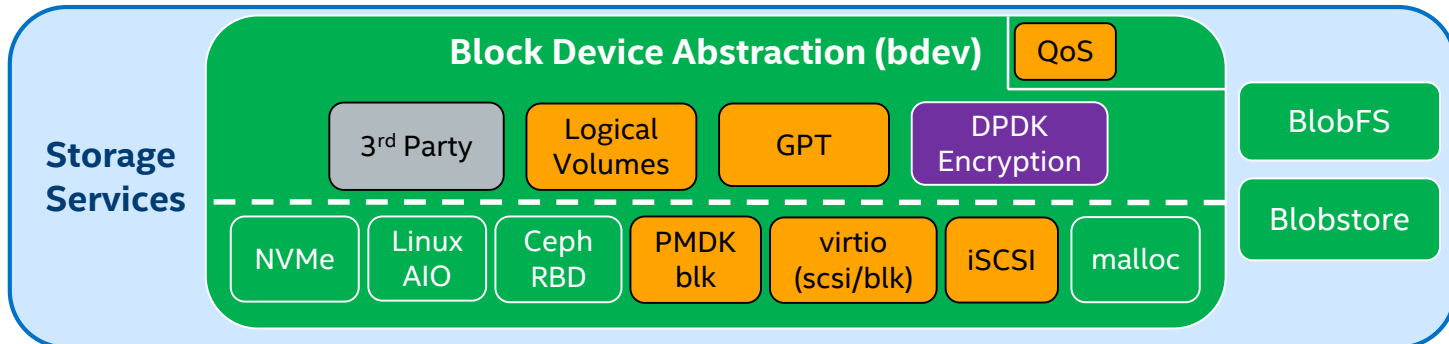 Block Device Abstraction (bdev)
QoS
3rd Party
Logical
Volumes
GPT
DPDK
Encryption
BlobFS
Storage
Services
Blobstore
NVMe
Linux
AIO
Ceph
RBD
PMDK
blk
virtio
(scsi/blk)
iSCSI
malloc